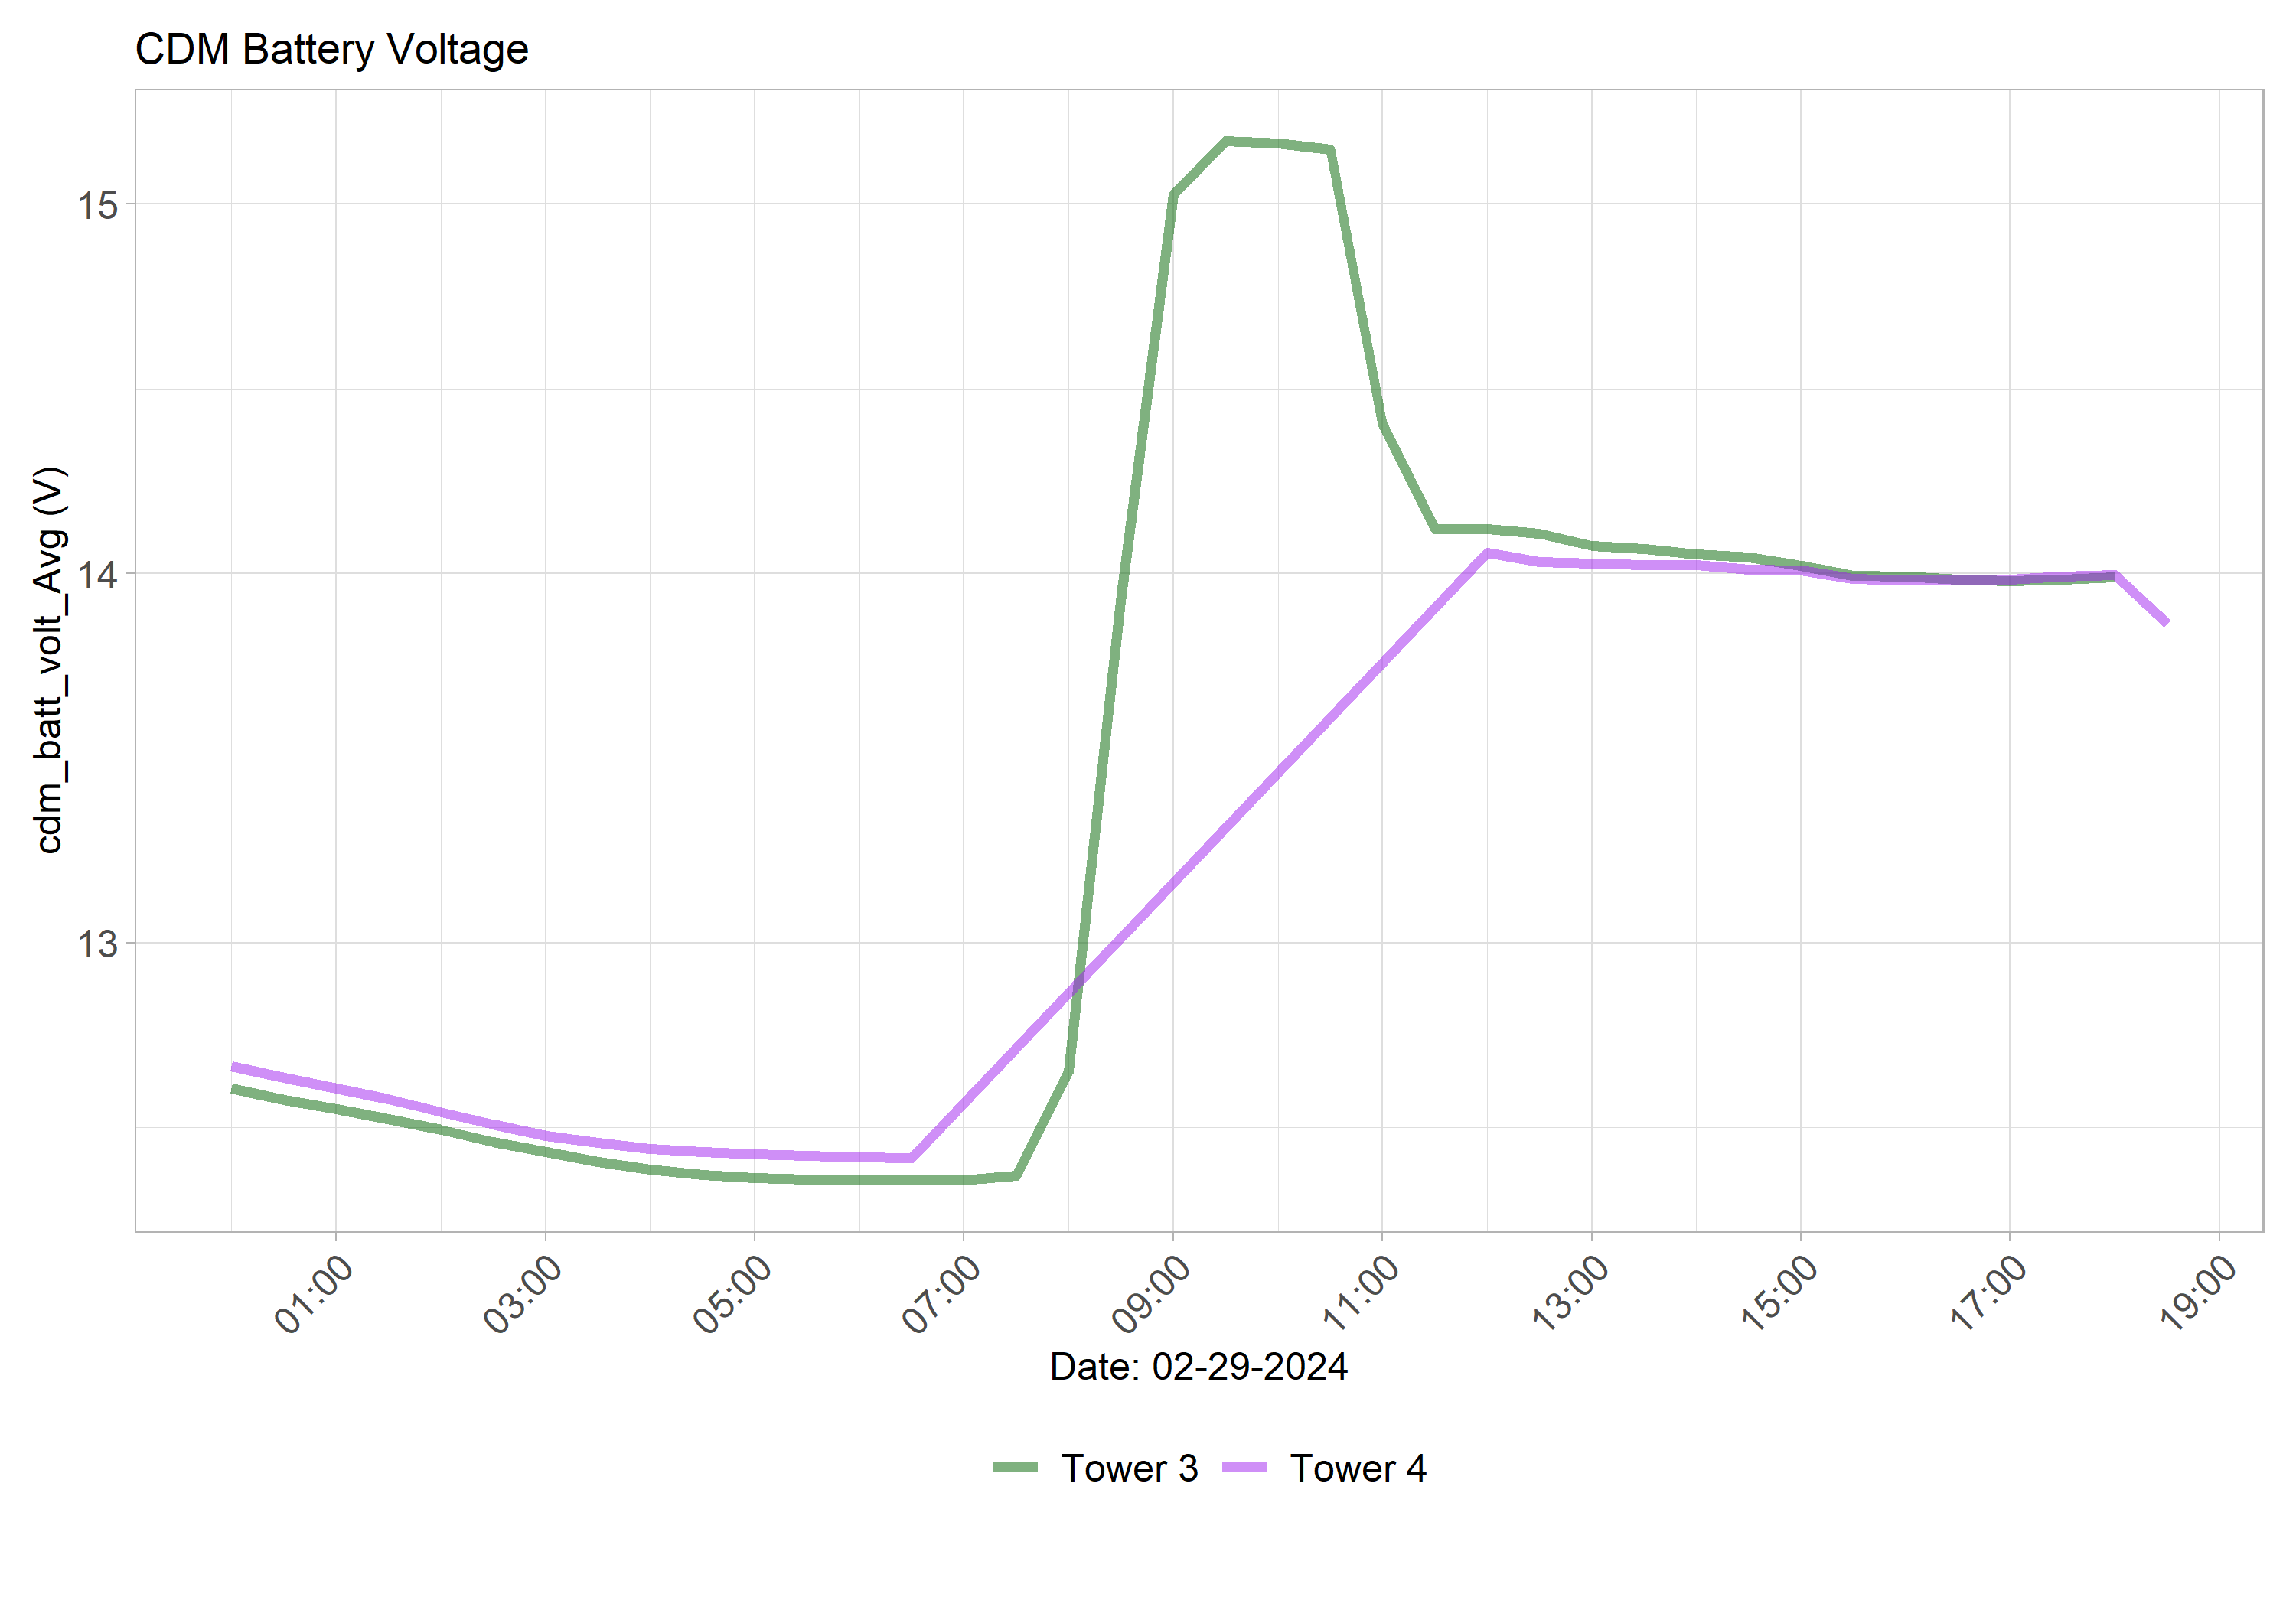 CDM Battery Voltage
cdm_batt_volt_Avg (V)
15
14
13
01:00 03:00 05:00 07:00 09:00 11:00 13:00 15:00 17:00 19:00
Date: 02-29-2024
Tower 3 Tower 4